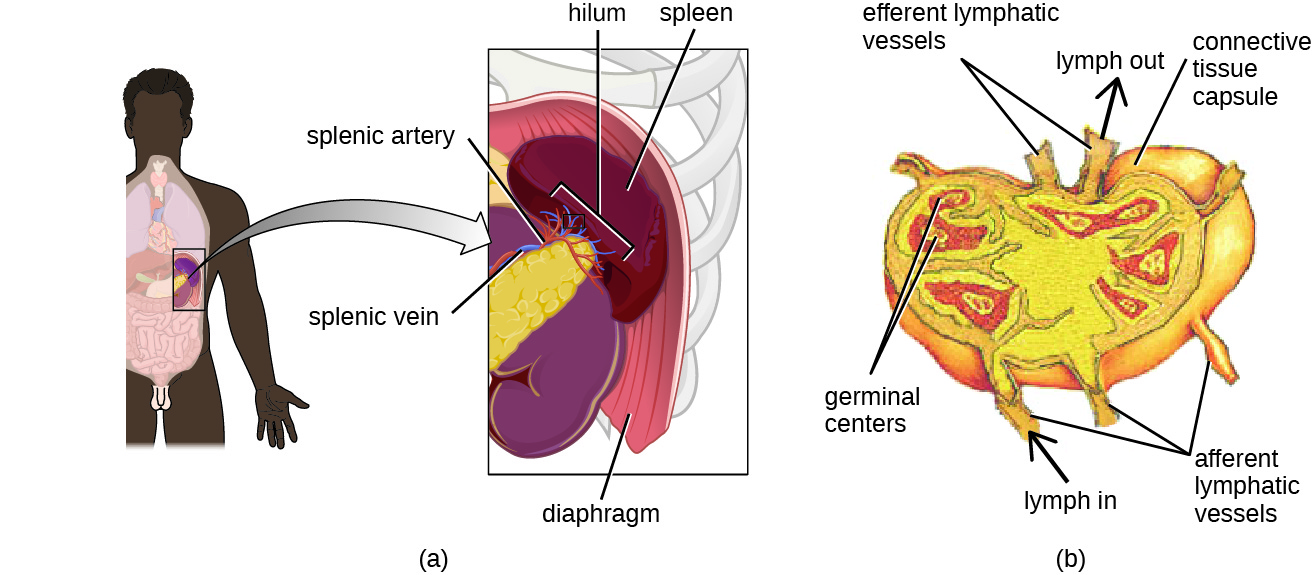 hilum
spleen
splenic artery
splenic vein
diaphragm
(a)
efferent lymphatic
vessels
lymph out
connective
tissue
capsule
germinal
centers
lymph in
afferent
lymphatic
vessels
(b)